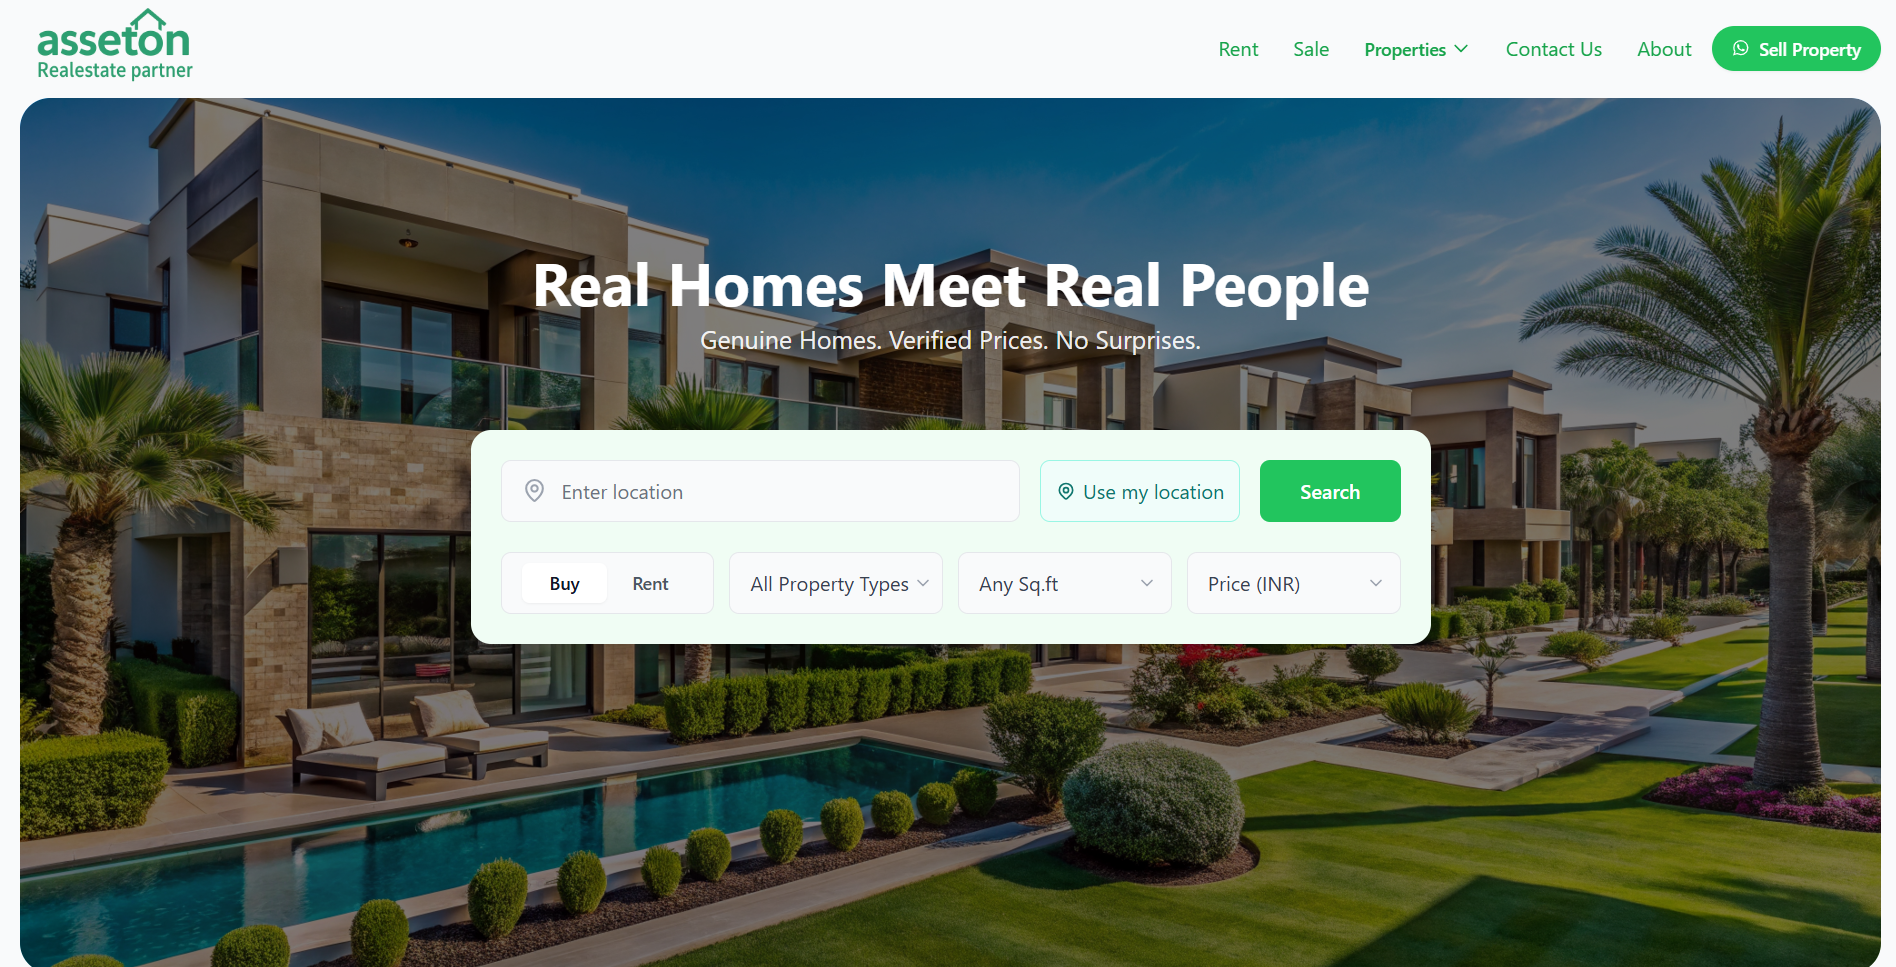 asseton
Realestate partner
Rent
Sale
Properties
Contact Us
About
Sell Property
Real Homes Meet Real People
Genuine Homes. Verified Prices. No Surprises.
Enter location
Use my location
Search
Buy
Rent
All Property Types
Any Sq.ft
Price (INR)